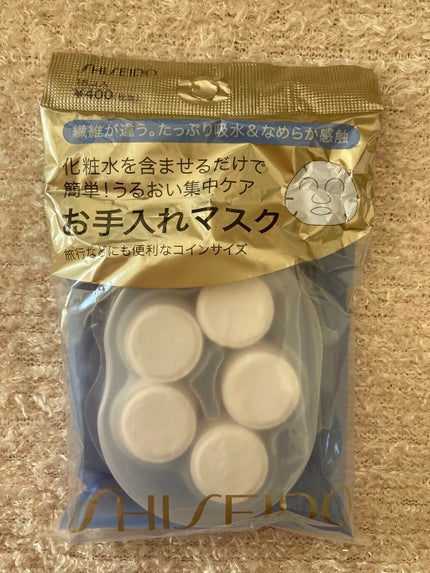 SHISEIDO
¥400
繊維が違う。たっぷり吸水&なめらか感触
化粧水を含ませるだけで
簡単!うるおい集中ケア
お手入れマスク
旅行などにも便利なコインサイズ
SHISEIDO